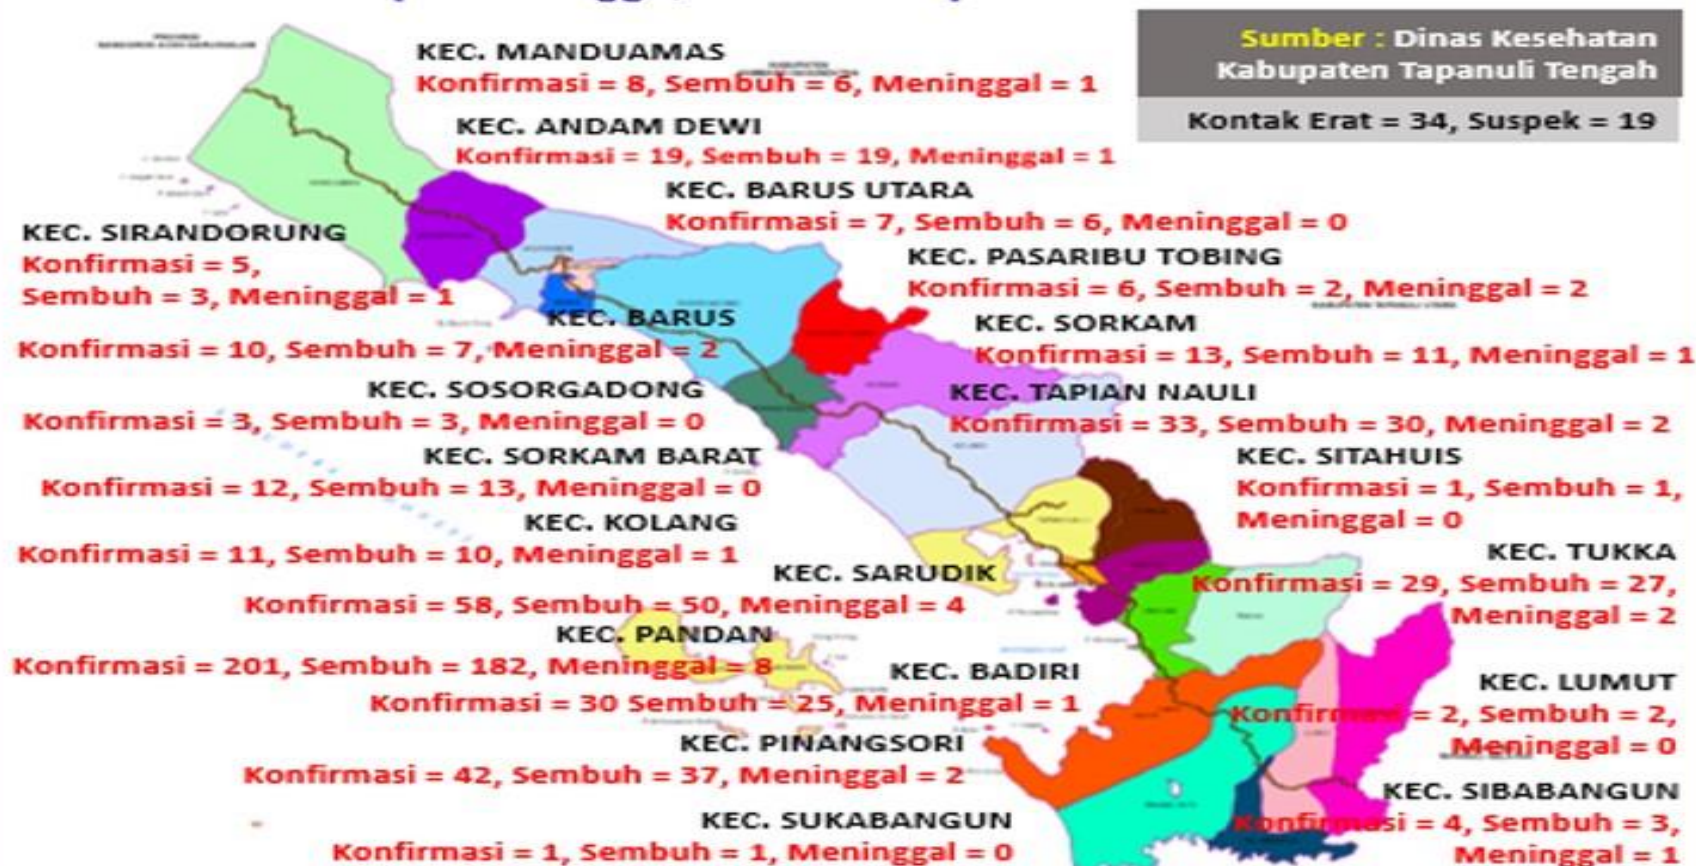 Sumber : Dinas Kesehatan
Kabupaten Tapanuli Tengah
Kontak Erat = 34, Suspek = 19
KEC. MANDUAMAS
Konfirmasi = 8, Sembuh = 6, Meninggal = 1
KEC. ANDAM DEWI
Konfirmasi = 19, Sembuh = 19, Meninggal = 1
KEC. BARUS UTARA
Konfirmasi = 7, Sembuh = 6, Meninggal = 0
KEC. SIRANDORUNG
Konfirmasi = 5,
Sembuh = 3, Meninggal = 1
KEC. PASARIBU TOBING
Konfirmasi = 6, Sembuh = 2, Meninggal = 2
KEC. BARUS
Konfirmasi = 10, Sembuh = 7, Meninggal = 2
KEC. SORKAM
Konfirmasi = 13, Sembuh = 11, Meninggal = 1
KEC. SOSORGADONG
Konfirmasi = 3, Sembuh = 3, Meninggal = 0
KEC. TAPIAN NAULI
Konfirmasi = 33, Sembuh = 30, Meninggal = 2
KEC. SORKAM BARAT
Konfirmasi = 12, Sembuh = 13, Meninggal = 0
KEC. SITAHUIS
Konfirmasi = 1, Sembuh = 1,
Meninggal = 0
KEC. KOLANG
Konfirmasi = 11, Sembuh = 10, Meninggal = 1
KEC. TUKKA
Konfirmasi = 29, Sembuh = 27,
Meninggal = 2
KEC. SARUDIK
Konfirmasi = 58, Sembuh = 50, Meninggal = 4
KEC. PANDAN
Konfirmasi = 201, Sembuh = 182, Meninggal = 8
KEC. BADIRI
Konfirmasi = 30 Sembuh = 25, Meninggal = 1
KEC. LUMUT
Konfirmasi = 2, Sembuh = 2,
Meninggal = 0
KEC. PINANGSORI
Konfirmasi = 42, Sembuh = 37, Meninggal = 2
KEC. SIBABANGUN
Konfirmasi = 4, Sembuh = 3,
Meninggal = 1
KEC. SUKABANGUN
Konfirmasi = 1, Sembuh = 1, Meninggal = 0